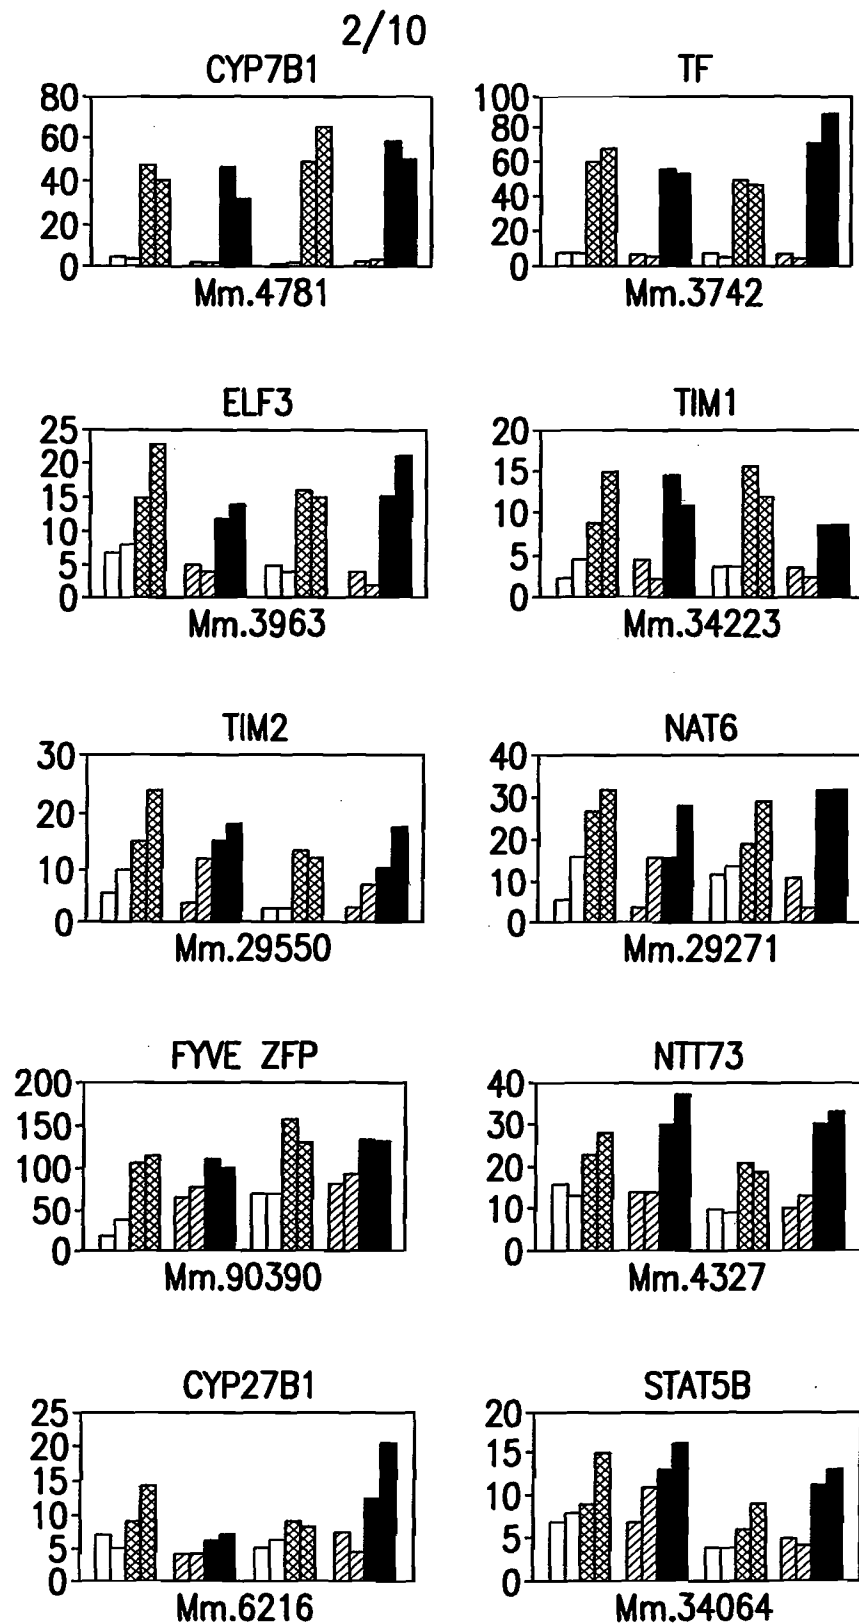 2/10
CYP7B1
80
60
40
20
0
Mm.4781
TF
100
80
60
40
20
0
Mm.3742
ELF3
25
20
15
10
5
0
Mm.3963
TIM1
20
15
10
5
0
Mm.34223
TIM2
30
20
10
0
Mm.29550
NAT6
40
30
20
10
0
Mm.29271
FYVE ZFP
200
150
100
50
0
Mm.90390
NTT73
40
30
20
10
0
Mm.4327
CYP27B1
25
20
15
10
5
0
Mm.6216
STAT5B
20
15
10
5
0
Mm.34064